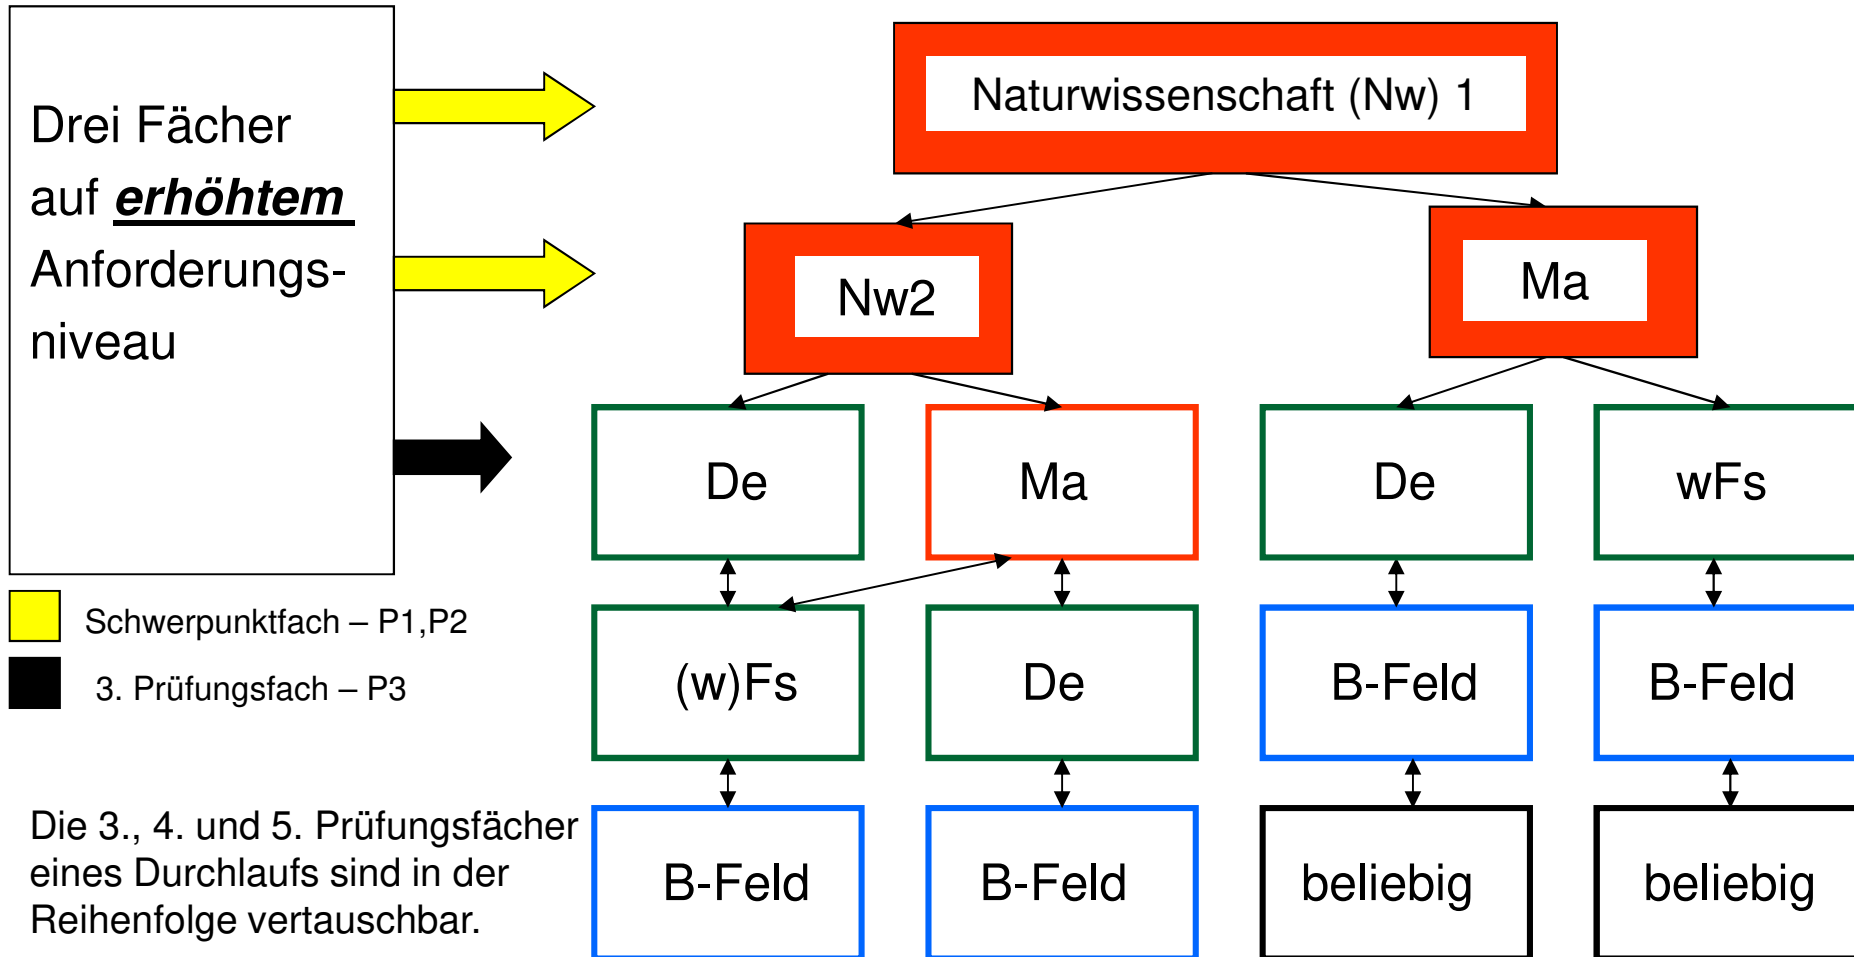 Drei Fächer
auf erhöhtem
Anforderungs-
niveau
Schwerpunktfach – P1,P2
3. Prüfungsfach – P3
Die 3., 4. und 5. Prüfungsfächer
eines Durchlaufs sind in der
Reihenfolge vertauschbar.
Naturwissenschaft (Nw) 1
Nw2
Ma
De
Ma
De
wFs
(w)Fs
De
B-Feld
B-Feld
B-Feld
B-Feld
beliebig
beliebig